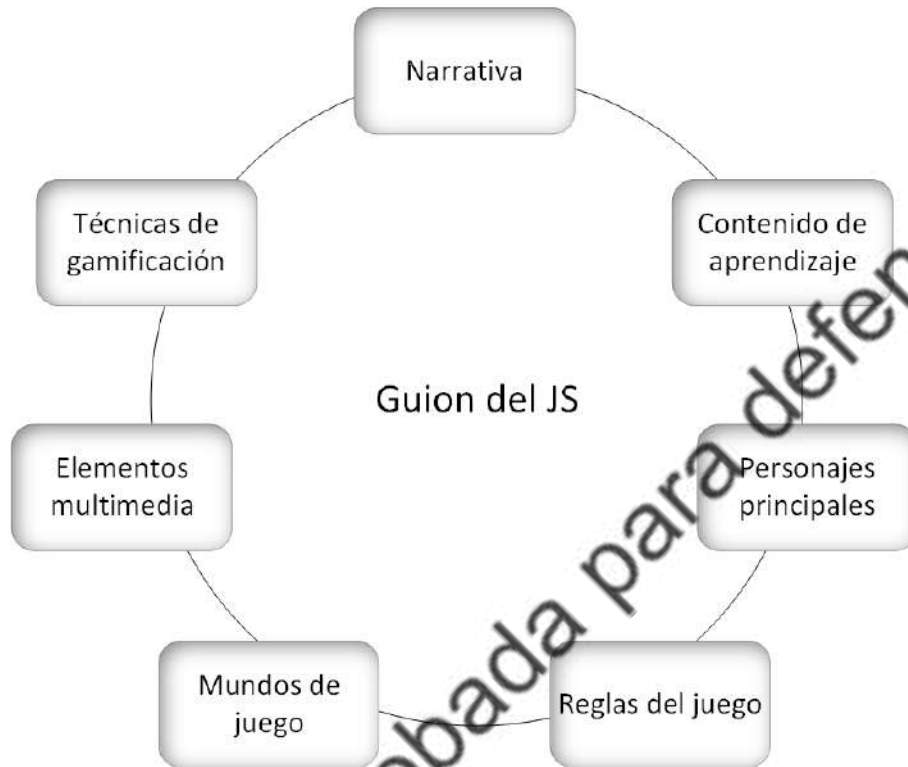 Narrativa
Técnicas de
gamificación
Contenido de
aprendizaje
Guion del JS
Elementos
multimedia
Personajes
principales
Mundos de
juego
Reglas del juego
para